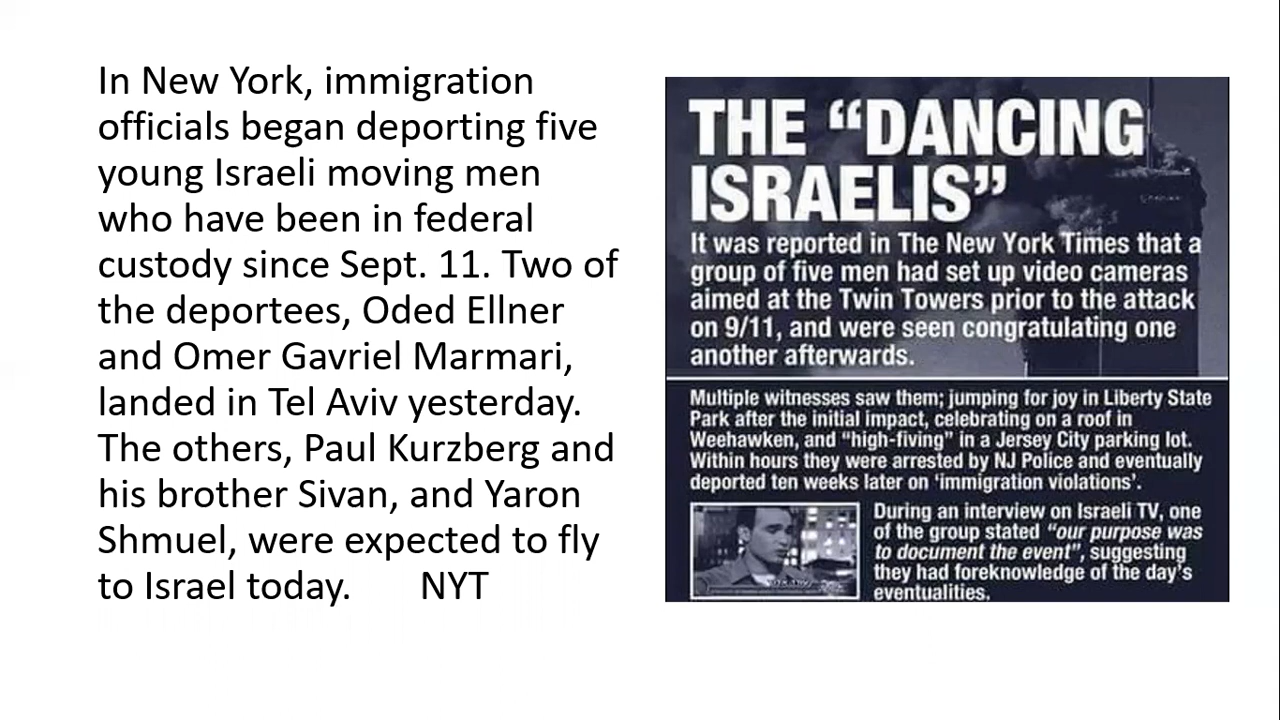 In New York, immigration
officials began deporting five
young Israeli moving men
who have been in federal
custody since Sept. 11. Two of
the deportees, Oded Ellner
and Omer Gavriel Marmari,
landed in Tel Aviv yesterday.
The others, Paul Kurzberg and
his brother Sivan, and Yaron
Shmuel, were expected to fly
to Israel today. NYT
THE “DANCING
ISRAELIS”
It was reported in The New York Times that a
group of five men had set up video cameras
aimed at the Twin Towers prior to the attack
on 9/11, and were seen congratulating one
another afterwards.
Multiple witnesses saw them; jumping for joy in Liberty State
Park after the initial impact, celebrating on a roof in
Weehawken, and “high-fiving” in a Jersey City parking lot.
Within hours they were arrested by NJ Police and eventually
deported ten weeks later on ‘immigration violations’.
During an interview on Israeli TV, one
of the group stated “our purpose was
to document the event”, suggesting
they had foreknowledge of the day’s
eventualities.